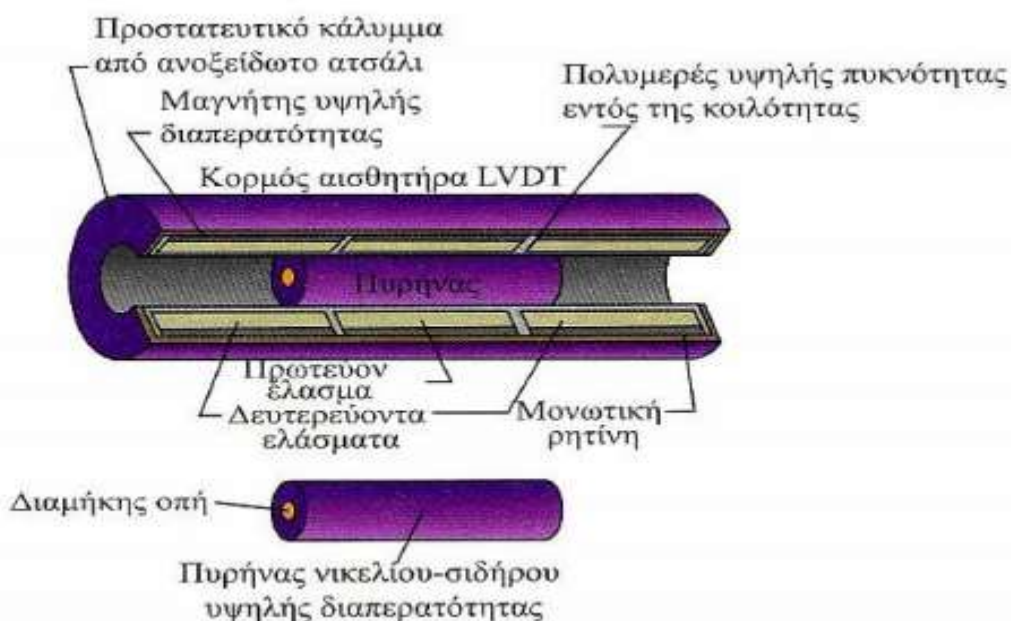 Προστατευτικό κάλυμμα
από ανοξείδωτο ατσάλι
Μαγνήτης υψηλής
διαπερατότητας
Πολυμερές υψηλής πυκνότητας
εντός της κοιλότητας
Κορμός αισθητήρα LVDT
Πυρήνας
Πρωτεύον
έλασμα
Δευτερεύοντα
ελάσματα
Μονωτική
ρητίνη
Διαμήκης οπή
Πυρήνας νικελίου-σιδήρου
υψηλής διαπερατότητας